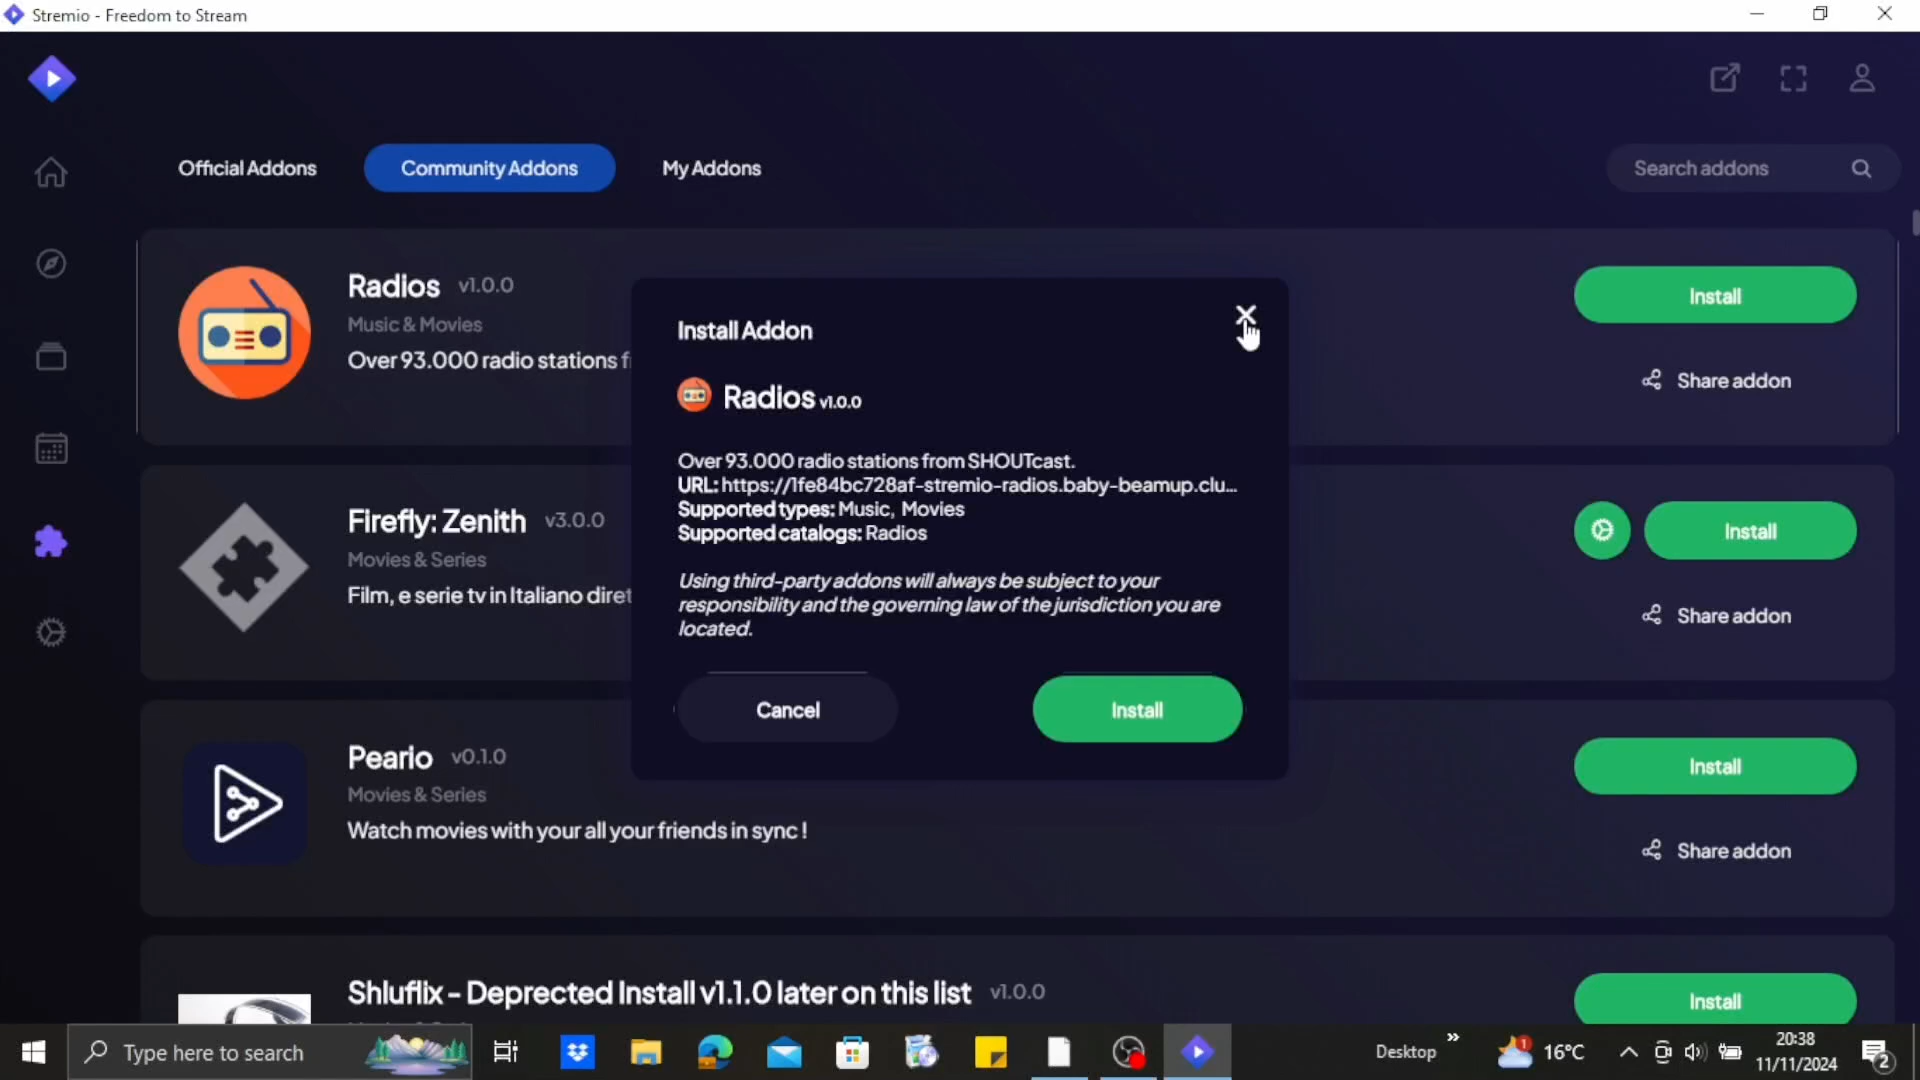 Stremio - Freedom to Stream
Official Addons
Community Addons
My Addons
Search addons
Radios v1.0.0
Music & Movies
Over 93.000 radio stations
Install
Share addon
Install Addon
Radios v1.0.0
Over 93.000 radio stations from SHOUTcast.
URL: https://1fe84bc728af-stremio-radios.baby-beamup.clu...
Supported types: Music, Movies
Supported catalogs: Radios
Using third-party addons will always be subject to your
responsibility and the governing law of the jurisdiction you are
located.
Cancel
Install
Firefly: Zenith v3.0.0
Movies & Series
Film, e serie tv in Italiano
Install
Share addon
Pearlo v0.1.0
Movies & Series
Watch movies with your all your friends in sync !
Install
Share addon
Shluflix - Deprected Install v1.1.0 later on this list v1.0.0
Install
Type here to search
Desktop
1
16°C
20:38
11/11/2024
2